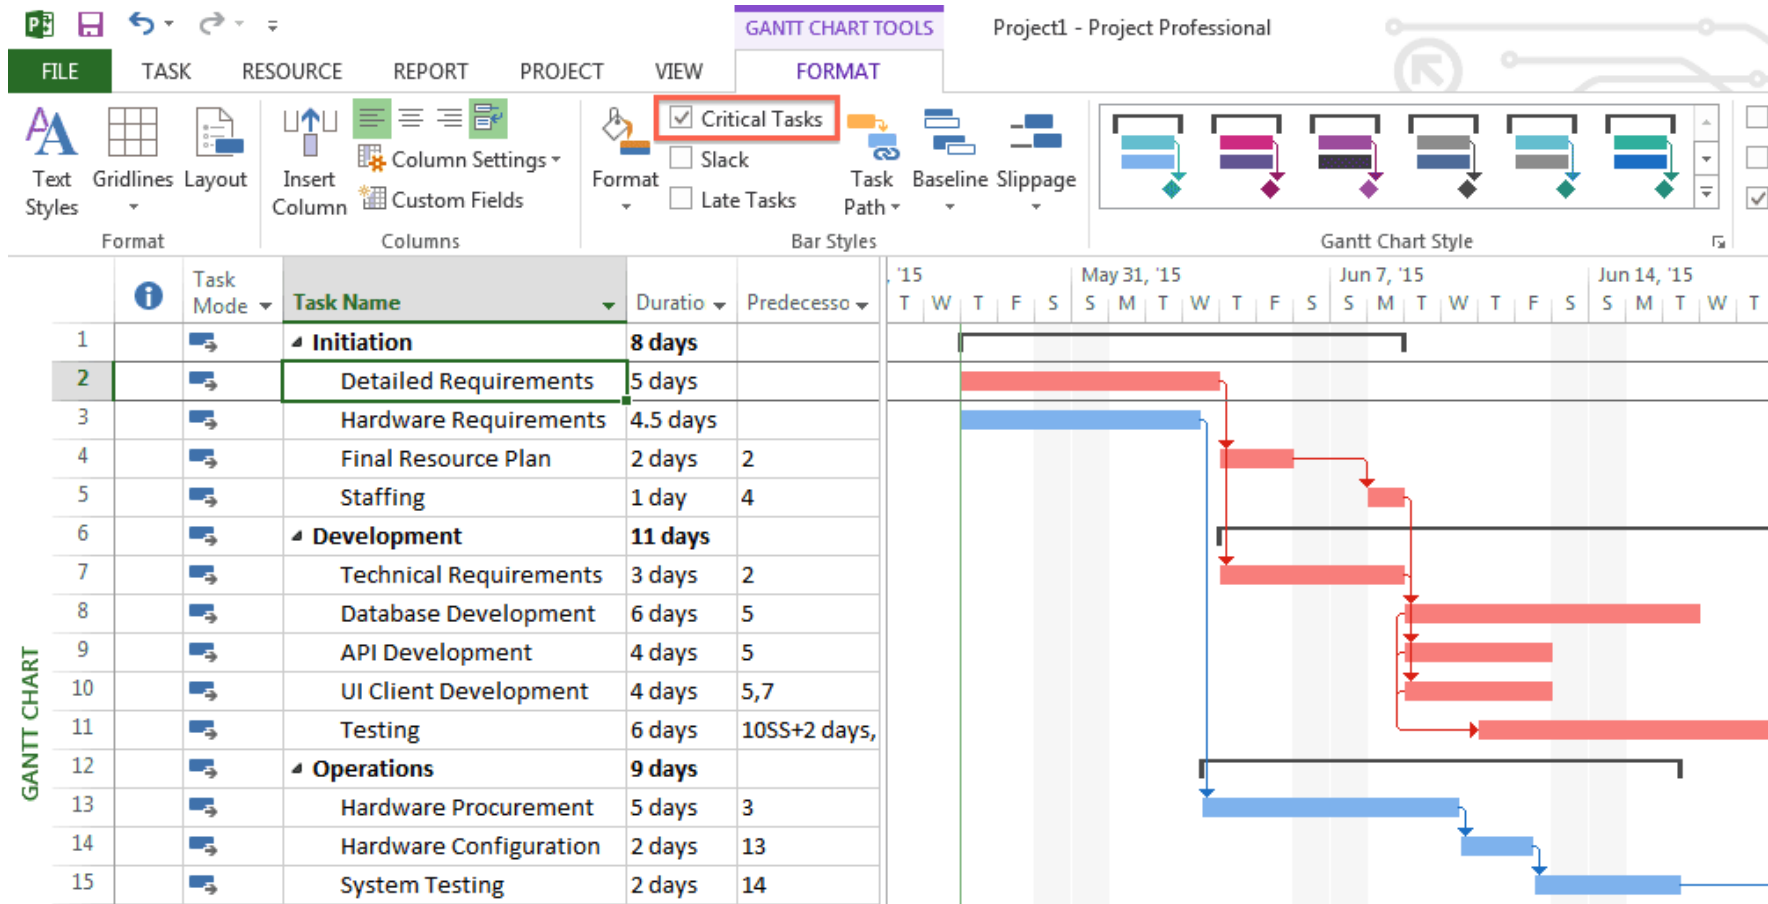 GANTT CHART TOOLS
Project1 - Project Professional
FILE TASK RESOURCE REPORT PROJECT VIEW FORMAT
Text Styles
Gridlines
Layout
Format
Insert Column
Column Settings
Custom Fields
Columns
Format
Critical Tasks
Slack
Late Tasks
Task Path
Baseline
Slippage
Bar Styles
Gantt Chart Style
Task Mode
Task Name
Duratio
Predecesso
, '15 May 31, '15 Jun 7, '15 Jun 14, '15
T W T F S S M T W T F S S M T W T F S S M T W T
1 Initiation 8 days
2 Detailed Requirements 5 days
3 Hardware Requirements 4.5 days
4 Final Resource Plan 2 days 2
5 Staffing 1 day 4
6 Development 11 days
7 Technical Requirements 3 days 2
8 Database Development 6 days 5
9 API Development 4 days 5
10 UI Client Development 4 days 5,7
11 Testing 6 days 10SS+2 days,
12 Operations 9 days
13 Hardware Procurement 5 days 3
14 Hardware Configuration 2 days 13
15 System Testing 2 days 14
GANTT CHART